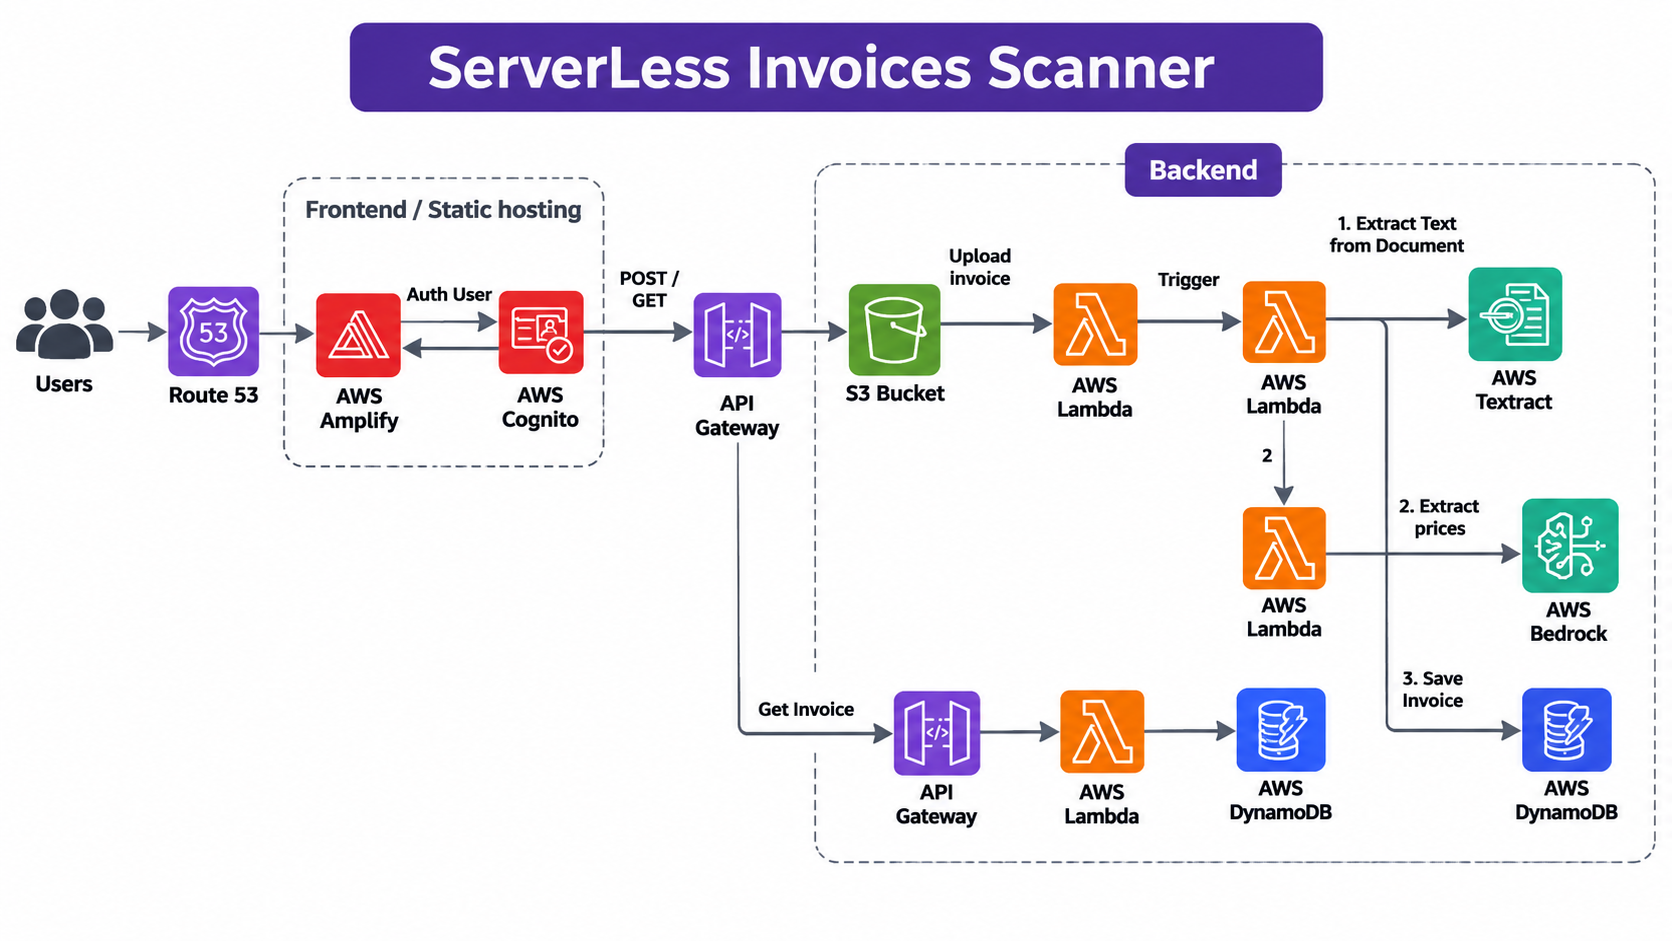 ServerLess Invoices Scanner
Backend
Frontend / Static hosting
Users
53
Route 53
Auth User
AWS
Amplify
AWS
Cognito
POST /
GET
</>
API
Gateway
S3 Bucket
Upload
invoice
AWS
Lambda
Trigger
AWS
Lambda
1. Extract Text
from Document
AWS
Textract
2
AWS
Lambda
2. Extract
prices
AWS
Bedrock
3. Save
Invoice
AWS
DynamoDB
Get Invoice
</>
API
Gateway
AWS
Lambda
AWS
DynamoDB